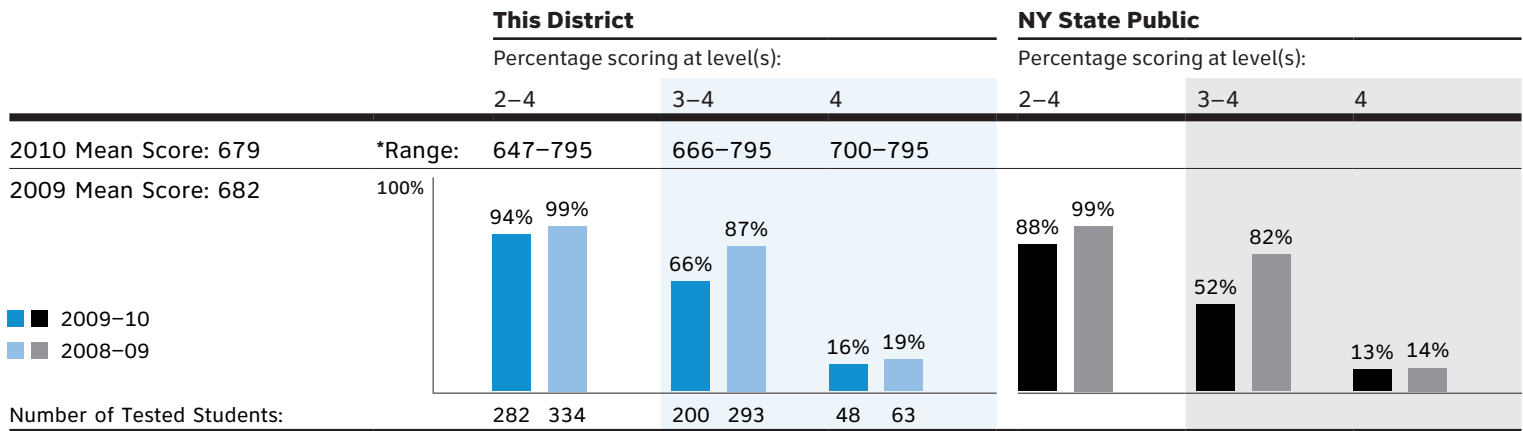 This District NY State Public
Percentage scoring at level(s): Percentage scoring at level(s):
2–4 3–4 4 2–4 3–4 4
2010 Mean Score: 679 *Range: 647–795 666–795 700–795
2009 Mean Score: 682 100%
94% 99% 87% 66% 16% 19% 88% 99% 82% 52% 13% 14%
2009–10
2008–09
Number of Tested Students: 282 334 200 293 48 63